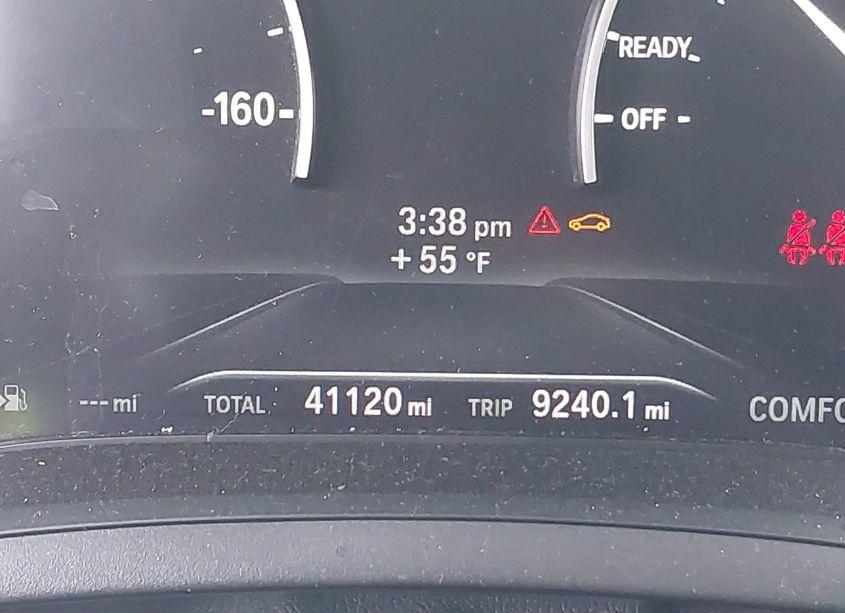 READY
-160-
OFF -
3:38 pm
+ 55 °F
--- mi TOTAL 41120 mi TRIP 9240.1 mi COMFO